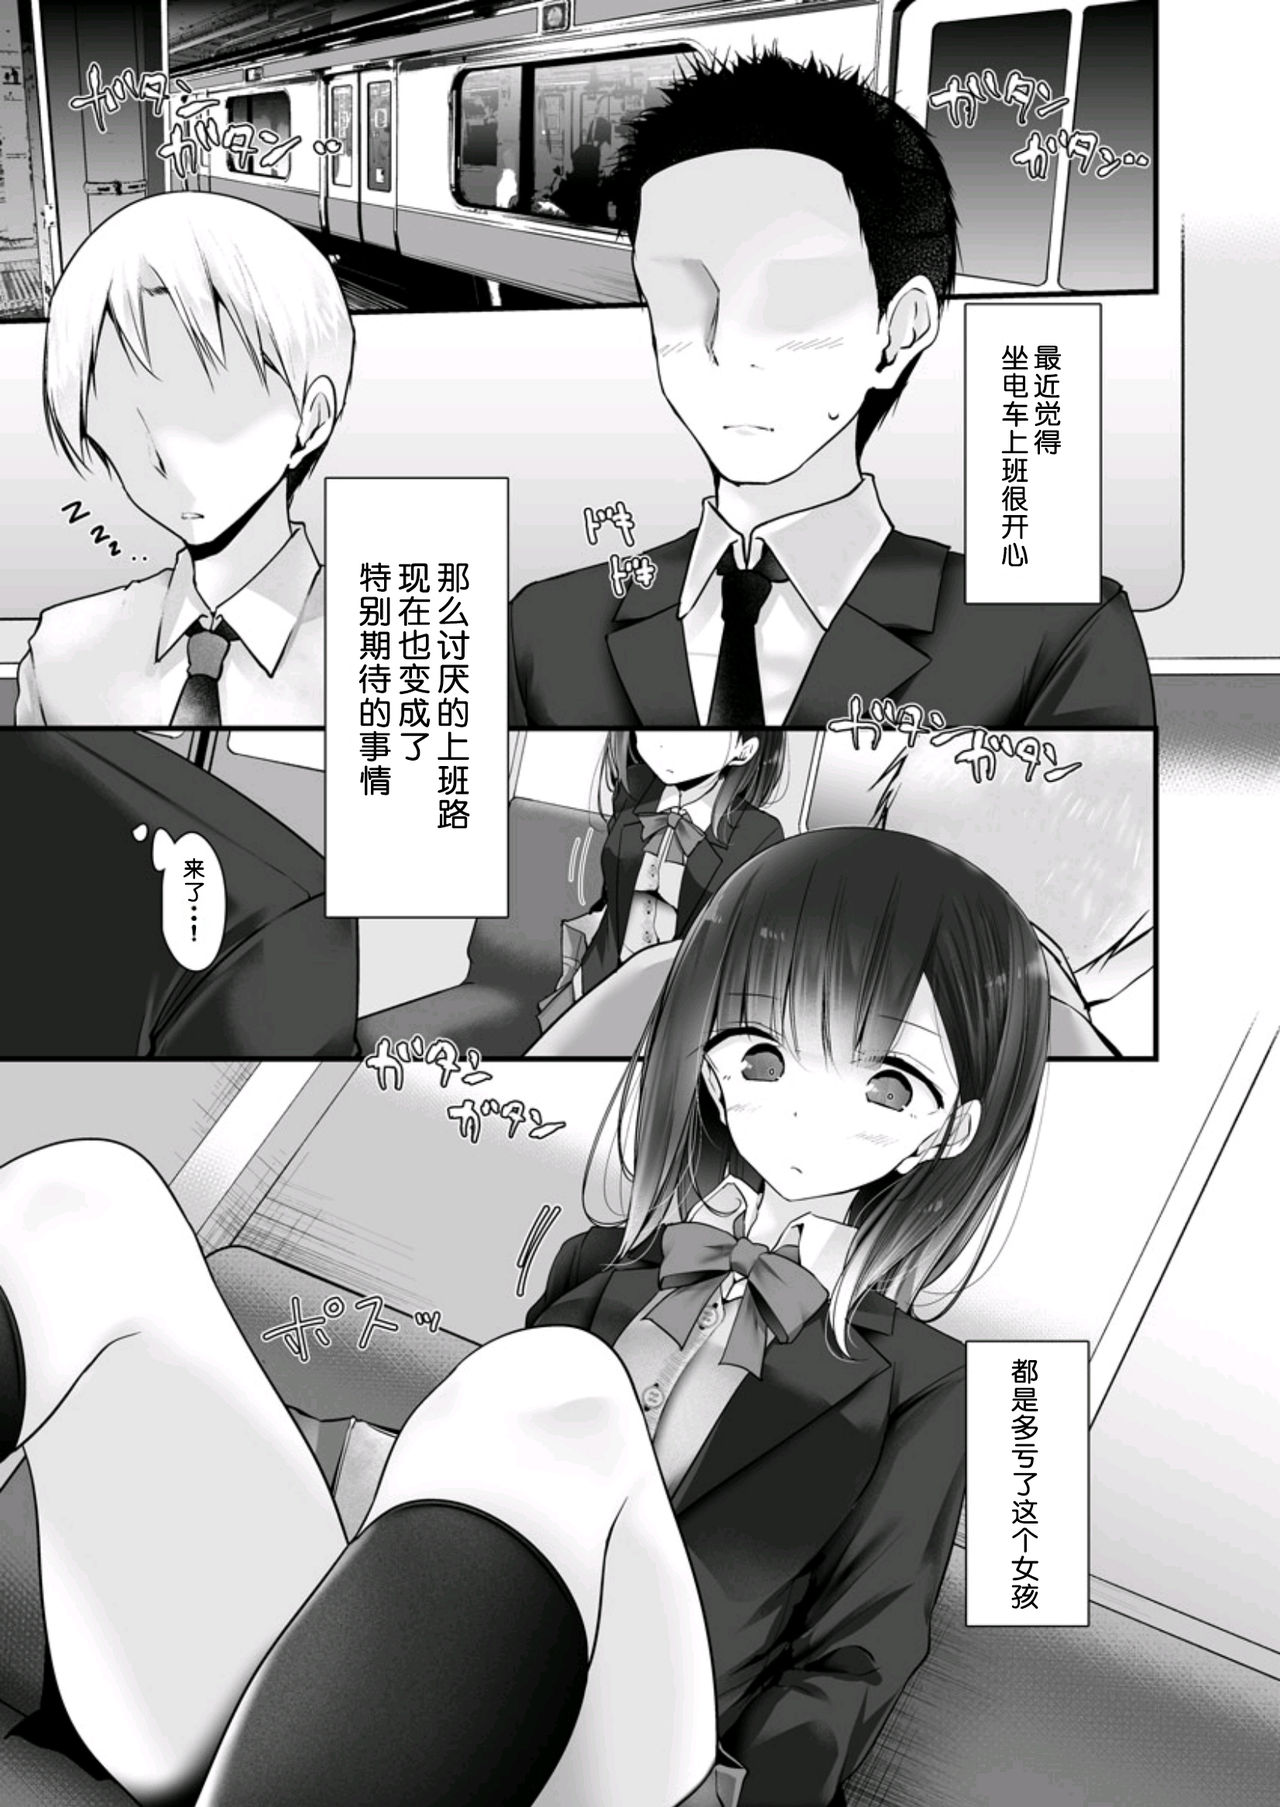 ガタン
ガタン‥
ガタン
ガタン‥
最近觉得
坐电车上班很开心
ドキ
ドキ
zzz‥
那么讨厌的上班路
现在也变成了
特别期待的事情
ガタン
ガタン
来了…!
ガタン
ガタン
ポスッ
都是多亏了这个女孩